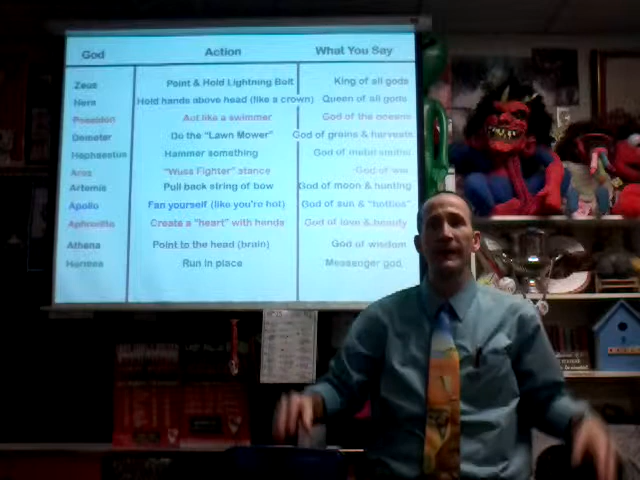 God Action What You Say
Zeus Point & Hold Lightning Bolt King of all gods
Hera Hold hands above head (like a crown) Queen of all gods
Poseidon Act like a swimmer God of the oceans
Demeter Do the "Lawn Mower" God of grains & harvests
Hephaestus Hammer something God of metal smiths
Ares "Wuss Fighter" stance God of war
Artemis Pull back string of bow God of moon & hunting
Apollo Fan yourself (like you're hot) God of sun & "hotties"
Aphrodite Create a "heart" with hands God of love & beauty
Athena Point to the head (brain) God of wisdom
Hermes Run in place Messenger god